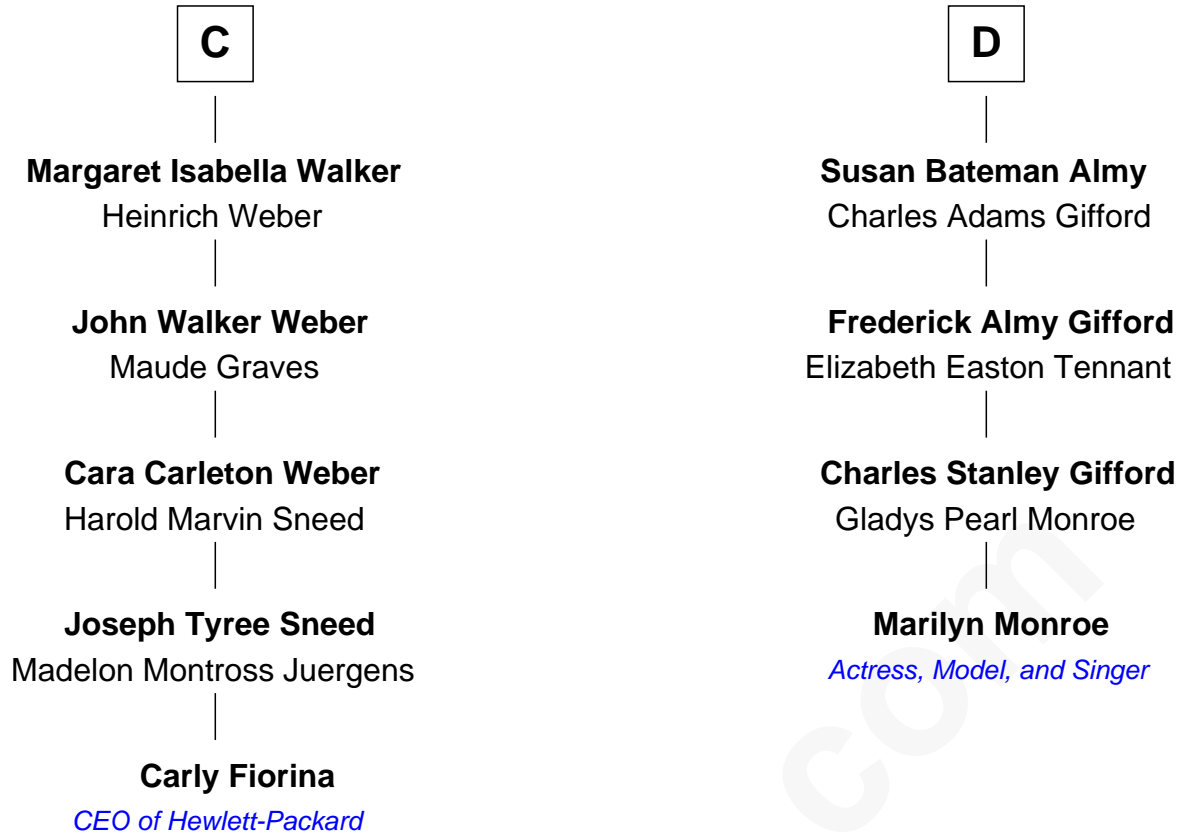 C
Margaret Isabella Walker
Heinrich Weber
John Walker Weber
Maude Graves
Cara Carleton Weber
Harold Marvin Sneed
Joseph Tyree Sneed
Madelon Montross Juergens
Carly Fiorina
CEO of Hewlett-Packard
D
Susan Bateman Almy
Charles Adams Gifford
Frederick Almy Gifford
Elizabeth Easton Tennant
Charles Stanley Gifford
Gladys Pearl Monroe
Marilyn Monroe
Actress, Model, and Singer
com